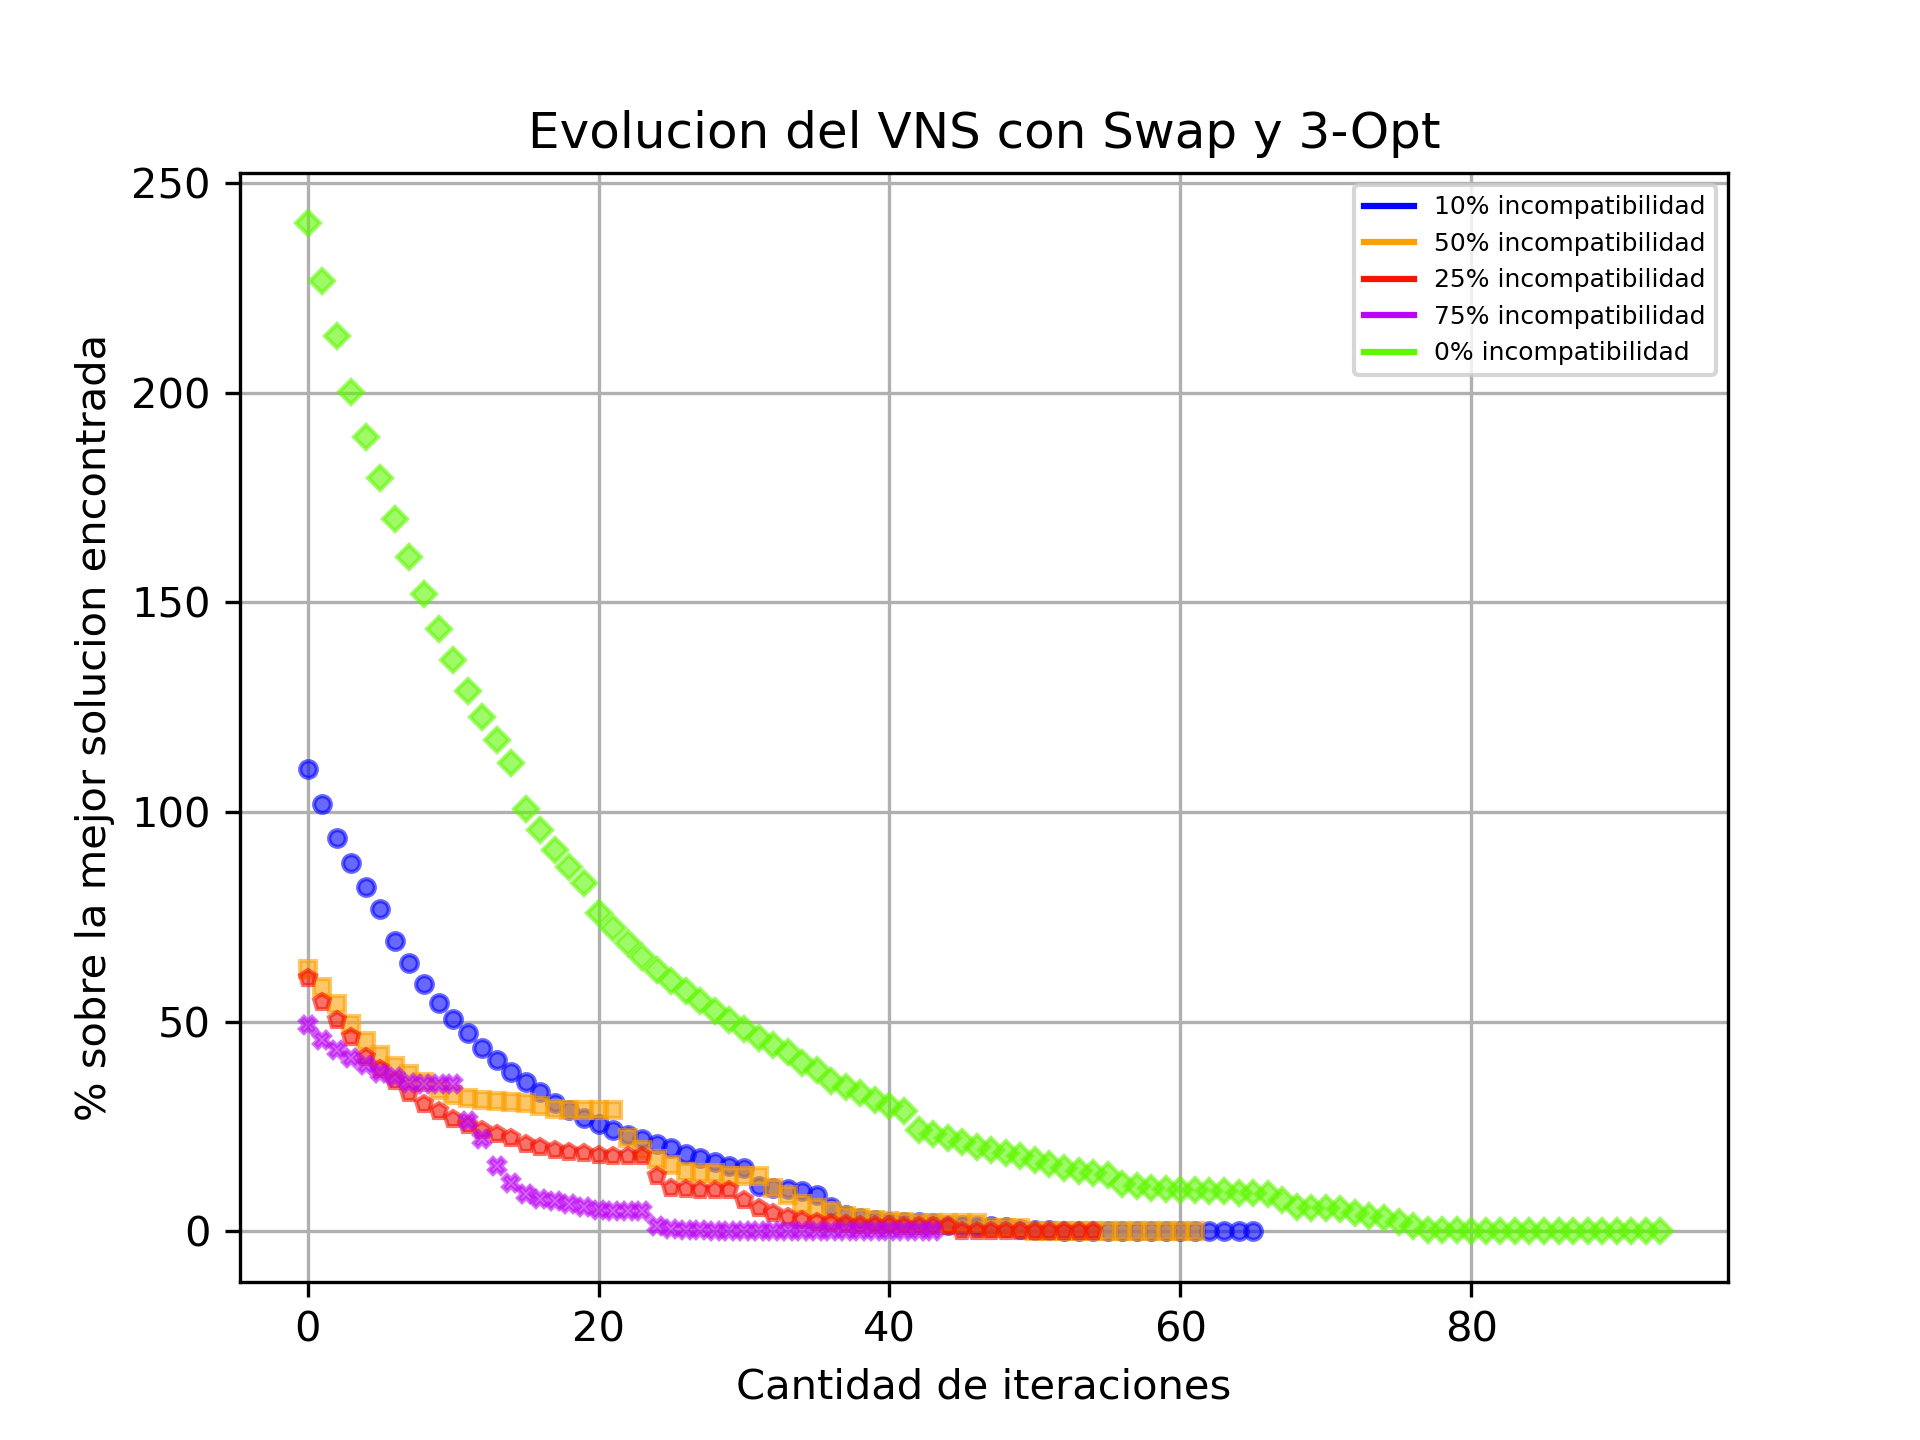 Evolucion del VNS con Swap y 3-Opt
% sobre la mejor solucion encontrada
250
200
150
100
50
0
10% incompatibilidad
50% incompatibilidad
25% incompatibilidad
75% incompatibilidad
0% incompatibilidad
0 20 40 60 80
Cantidad de iteraciones